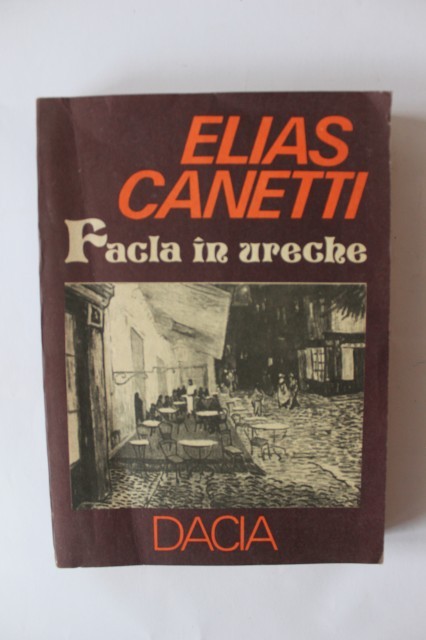 ELIAS
CANETTI
Facla în ureche
DACIA